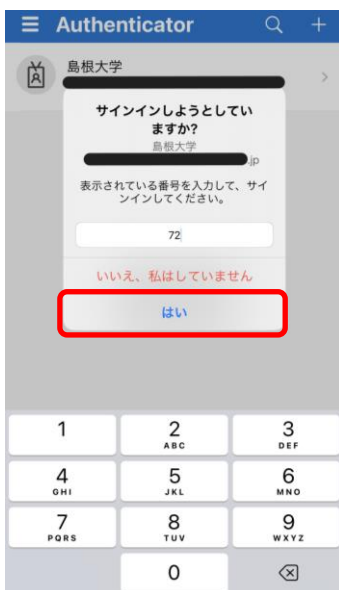 Authenticator
島根大学
サインインしようとしてい
ますか?
島根大学
.jp
表示されている番号を入力して、サイ
ンインしてください。
72
いいえ、私はしていません
はい
1
2
ABC
3
DEF
4
GHI
5
JKL
6
MNO
7
PQRS
8
TUV
9
WXYZ
0